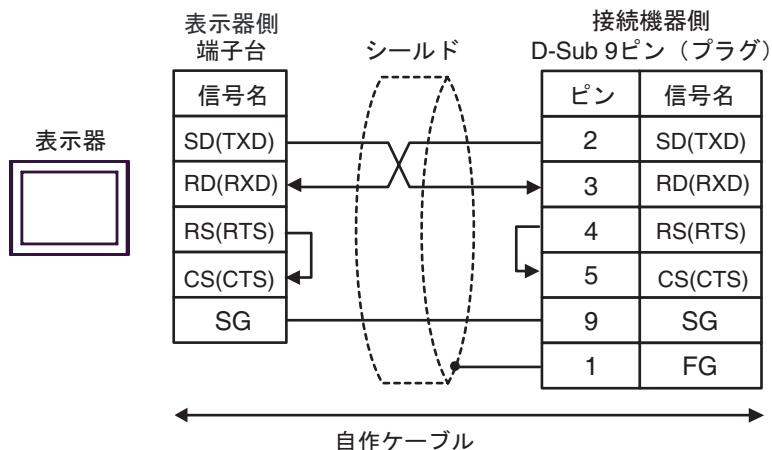 表示器側
端子台
シールド
接続機器側
D-Sub 9ピン（プラグ）
表示器
信号名
ピン 信号名
SD(TXD) 2 SD(TXD)
RD(RXD) 3 RD(RXD)
RS(RTS) 4 RS(RTS)
CS(CTS) 5 CS(CTS)
SG 9 SG
1 FG
自作ケーブル